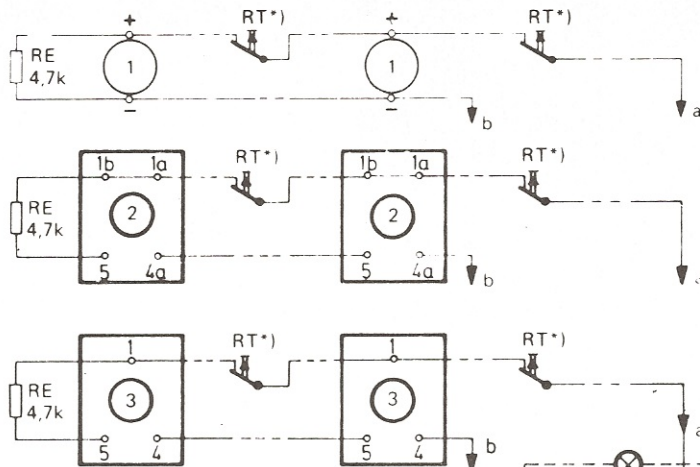 + RT*) + RT*)
RE
4,7k
1 1
− −
b a
1b 1a RT*) 1b 1a RT*)
RE
4,7k
2 2
5 4a 5 4a
b
1 RT*) 1 RT*)
RE
4,7k
3 3
5 4 5 4
b a